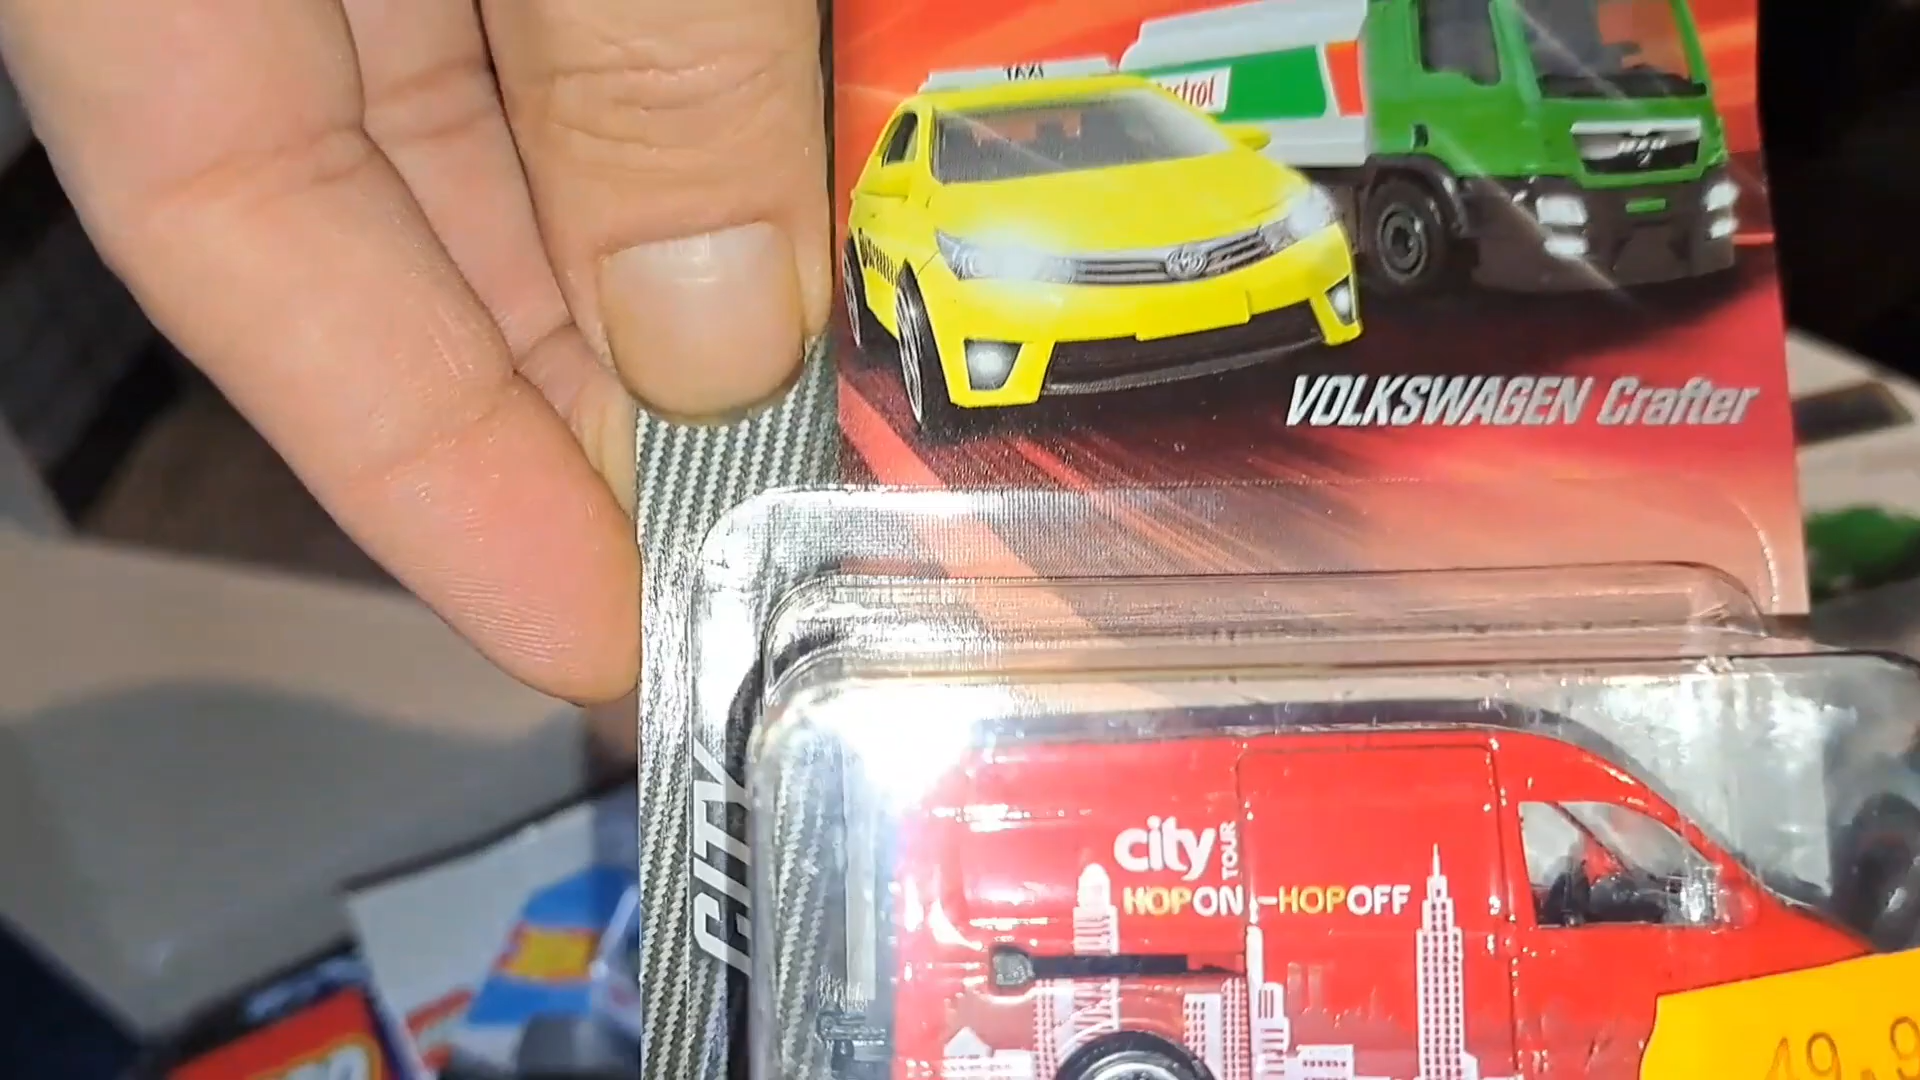 TAXI
VOLKSWAGEN Crafter
CITY
city TOUR
HOPON-HOPOFF